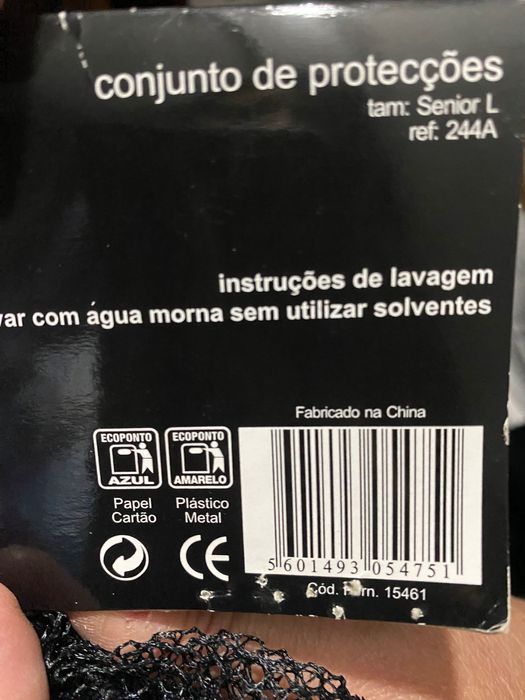 conjunto de protecções
tam: Senior L
ref: 244A
instruções de lavagem
com água morna sem utilizar solventes
Fabricado na China
ECOPONTO
AZUL
Papel
Cartão
ECOPONTO
AMARELO
Plástico
Metal
CE
5 601493 054751
Cód. 15461